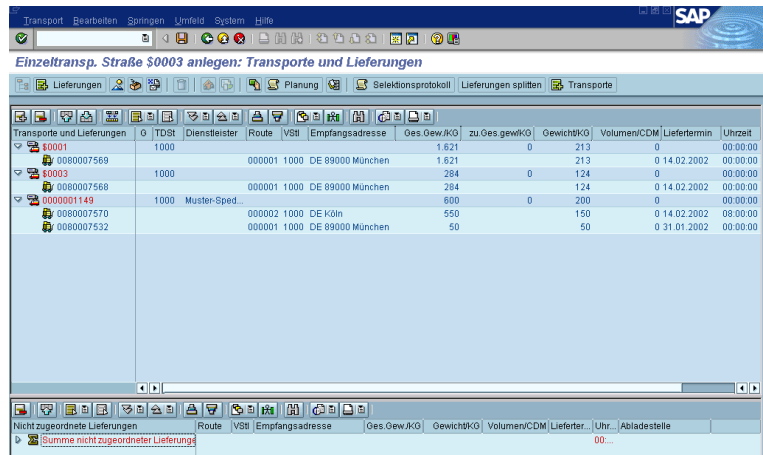 Transport Bearbeiten Springen Umfeld System Hilfe
SAP
Einzeltransp. Straße $0003 anlegen: Transporte und Lieferungen
Lieferungen Planung Selektionsprotokoll Lieferungen splitten Transporte
Transporte und Lieferungen G TDSt Dienstleister Route VStl Empfangsadresse Ges.Gew./KG zu.Ges.gew/KG Gewicht/KG Volumen/CDM Liefertermin Uhrzeit
$0001 1000 1.621 0 213 0 00:00:00
0080007569 000001 1000 DE 89000 München 1.621 213 0 14.02.2002 00:00:00
$0003 1000 284 0 124 0 00:00:00
0080007568 000001 1000 DE 89000 München 284 124 0 14.02.2002 00:00:00
0000001149 1000 Muster-Sped... 600 0 200 0 00:00:00
0080007570 000002 1000 DE Köln 550 150 0 14.02.2002 08:00:00
0080007532 000001 1000 DE 89000 München 50 50 0 31.01.2002 00:00:00
Nicht zugeordnete Lieferungen Route VStl Empfangsadresse Ges.Gew./KG Gewicht/KG Volumen/CDM Lieferter... Uhr... Abladestelle
Summe nicht zugeordneter Lieferunge 00:...